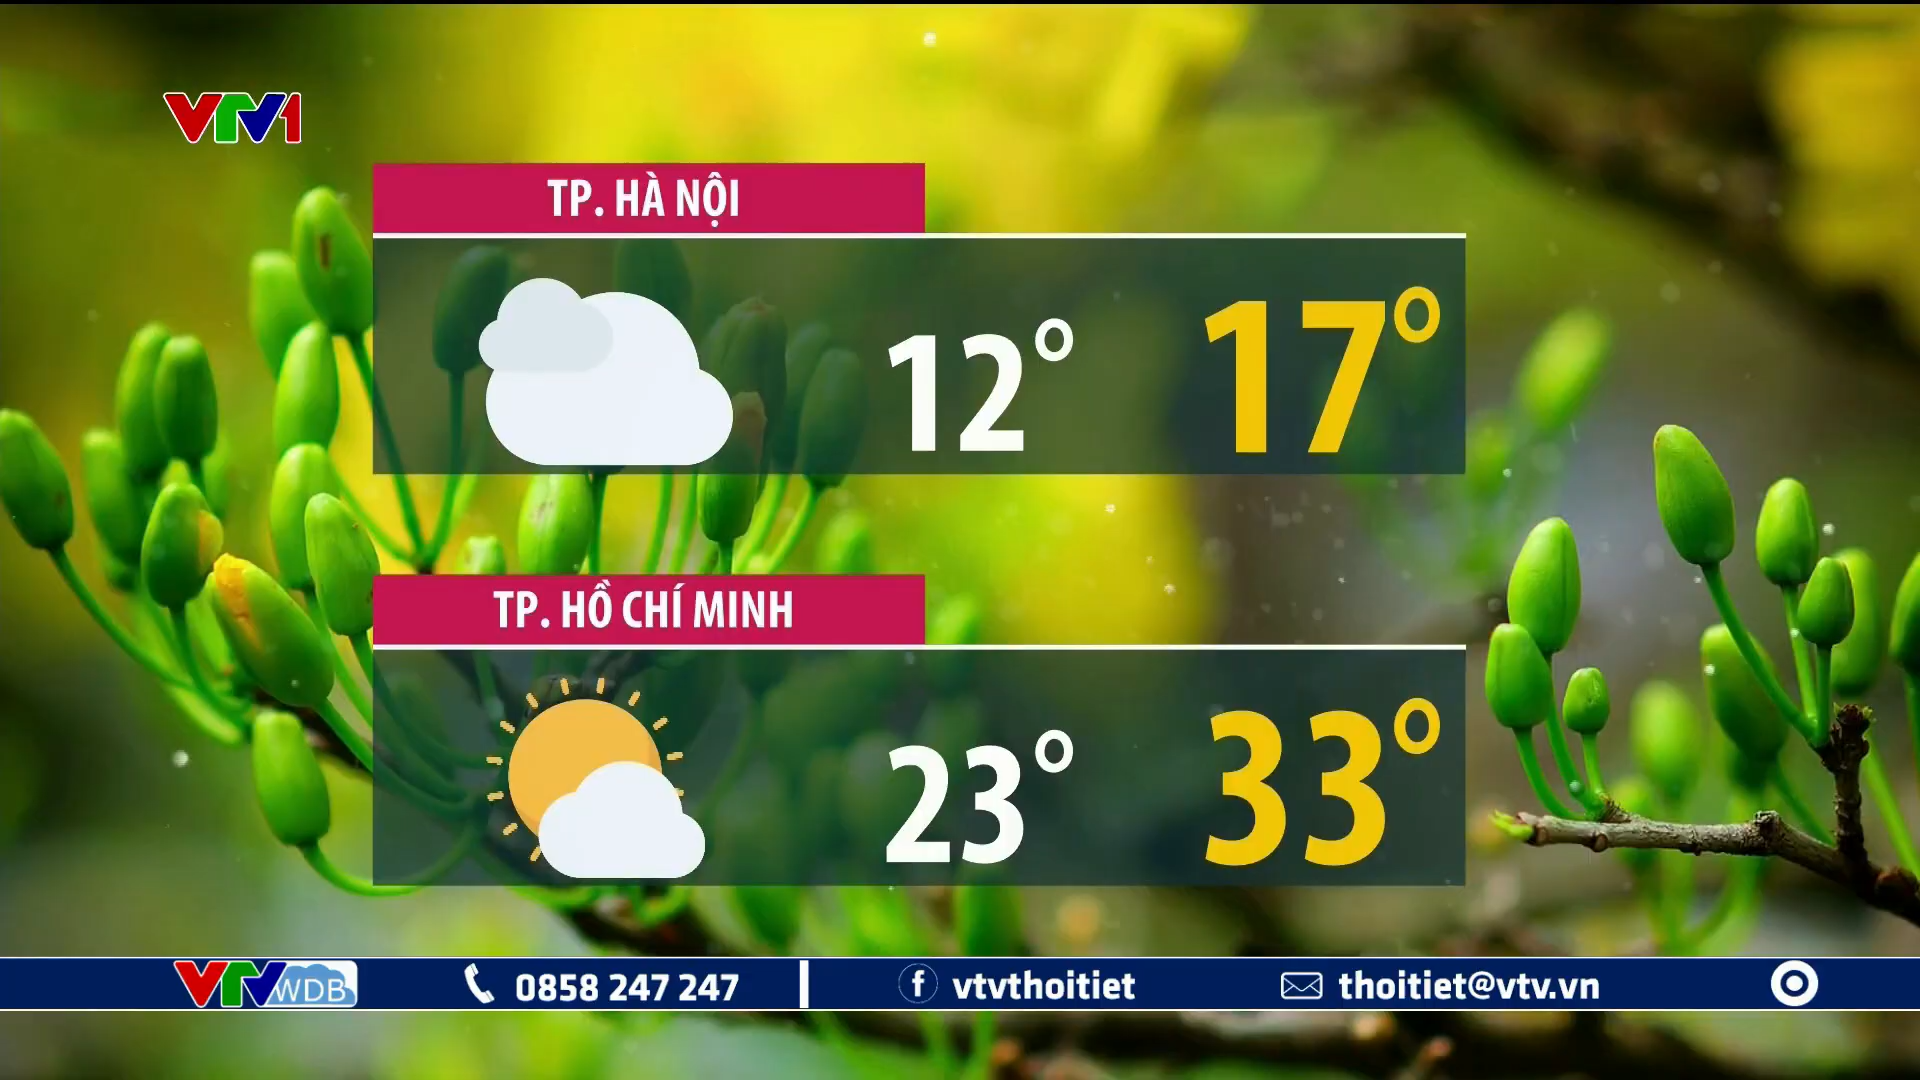 VTV1
TP. HÀ NỘI
12° 17°
TP. HỒ CHÍ MINH
23° 33°
VTV WDB 0858 247 247 vtvthoitiet thoitiet@vtv.vn